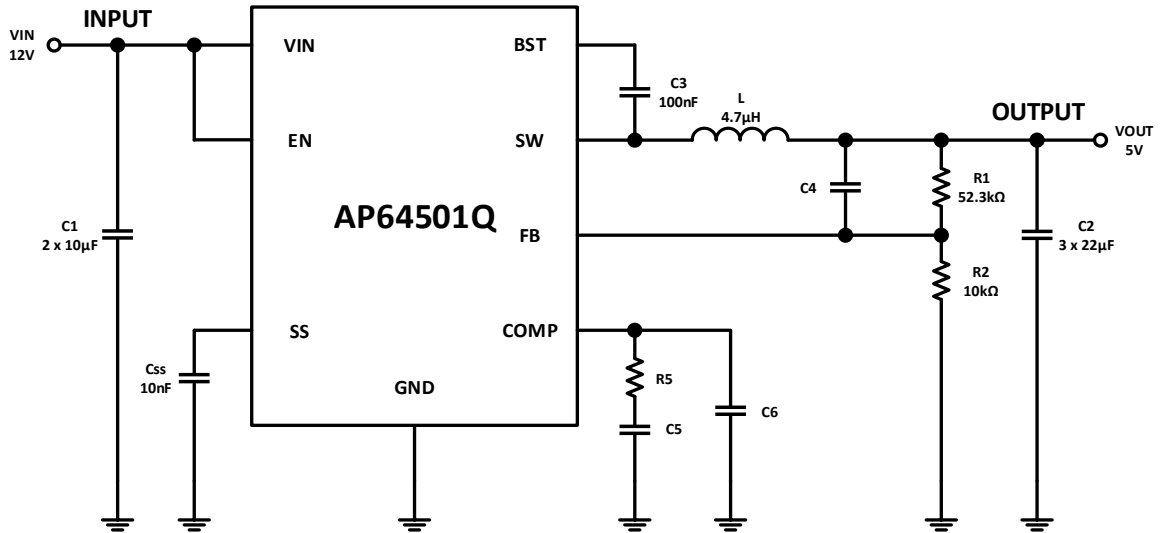 INPUT
VIN
12V
C1
2 x 10µF
Css
10nF
VIN
EN
SS
AP64501Q
GND
BST
SW
FB
COMP
C3
100nF
L
4.7µH
C4
R1
52.3kΩ
R2
10kΩ
R5
C5
C6
OUTPUT
VOUT
5V
C2
3 x 22µF